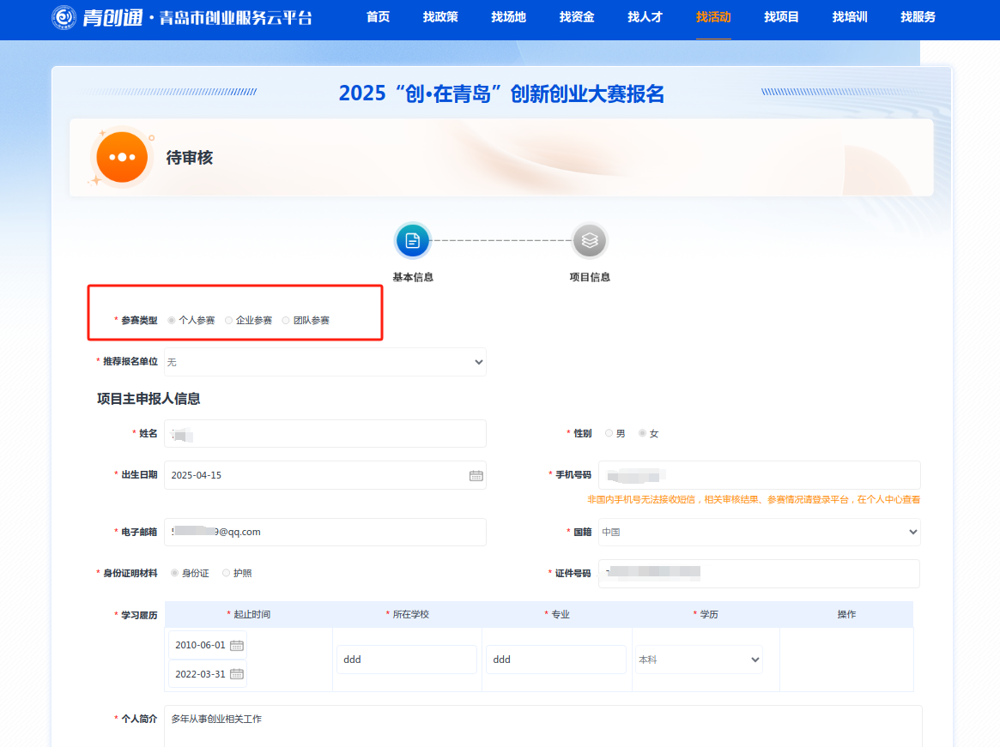 青创通·青岛市创业服务云平台 首页 找政策 找场地 找资金 找人才 找活动 找项目 找培训 找服务
2025“创•在青岛”创新创业大赛报名
待审核
基本信息 项目信息
* 参赛类型 个人参赛 企业参赛 团队参赛
* 推荐报名单位 无
项目主申报人信息
* 姓名 * 性别 男 女
* 出生日期 2025-04-15 * 手机号码
非国内手机号无法接收短信，相关审核结果、参赛情况请登录平台，在个人中心查看
* 电子邮箱 9@qq.com * 国籍 中国
* 身份证明材料 身份证 护照 * 证件号码
* 学习履历 * 起止时间 * 所在学校 * 专业 * 学历 操作
2010-06-01
ddd ddd 本科
2022-03-31
* 个人简介 多年从事创业相关工作